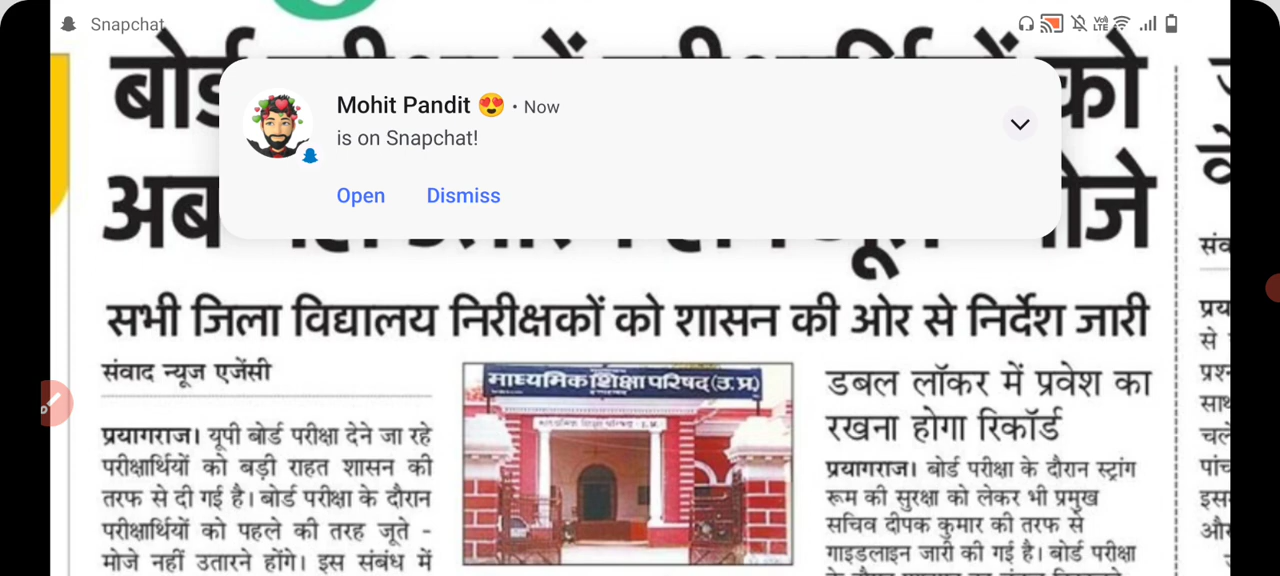 Snapchat
बोर्ड
को
Mohit Pandit 😍 • Now
is on Snapchat!
Open Dismiss
अब
सभी जिला विद्यालय निरीक्षकों को शासन की ओर से निर्देश जारी
संवाद न्यूज एजेंसी
प्रयागराज। यूपी बोर्ड परीक्षा देने जा रहे
परीक्षार्थियों को बड़ी राहत शासन की
तरफ से दी गई है। बोर्ड परीक्षा के दौरान
परीक्षार्थियों को पहले की तरह जूते -
मोजे नहीं उतारने होंगे। इस संबंध में
माध्यमिक शिक्षा परिषद (उ.प्र.)
डबल लॉकर में प्रवेश का
रखना होगा रिकॉर्ड
प्रयागराज। बोर्ड परीक्षा के दौरान स्ट्रांग
रूम की सुरक्षा को लेकर भी प्रमुख
सचिव दीपक कुमार की तरफ से
गाइडलाइन जारी की गई है। बोर्ड परीक्षा
से